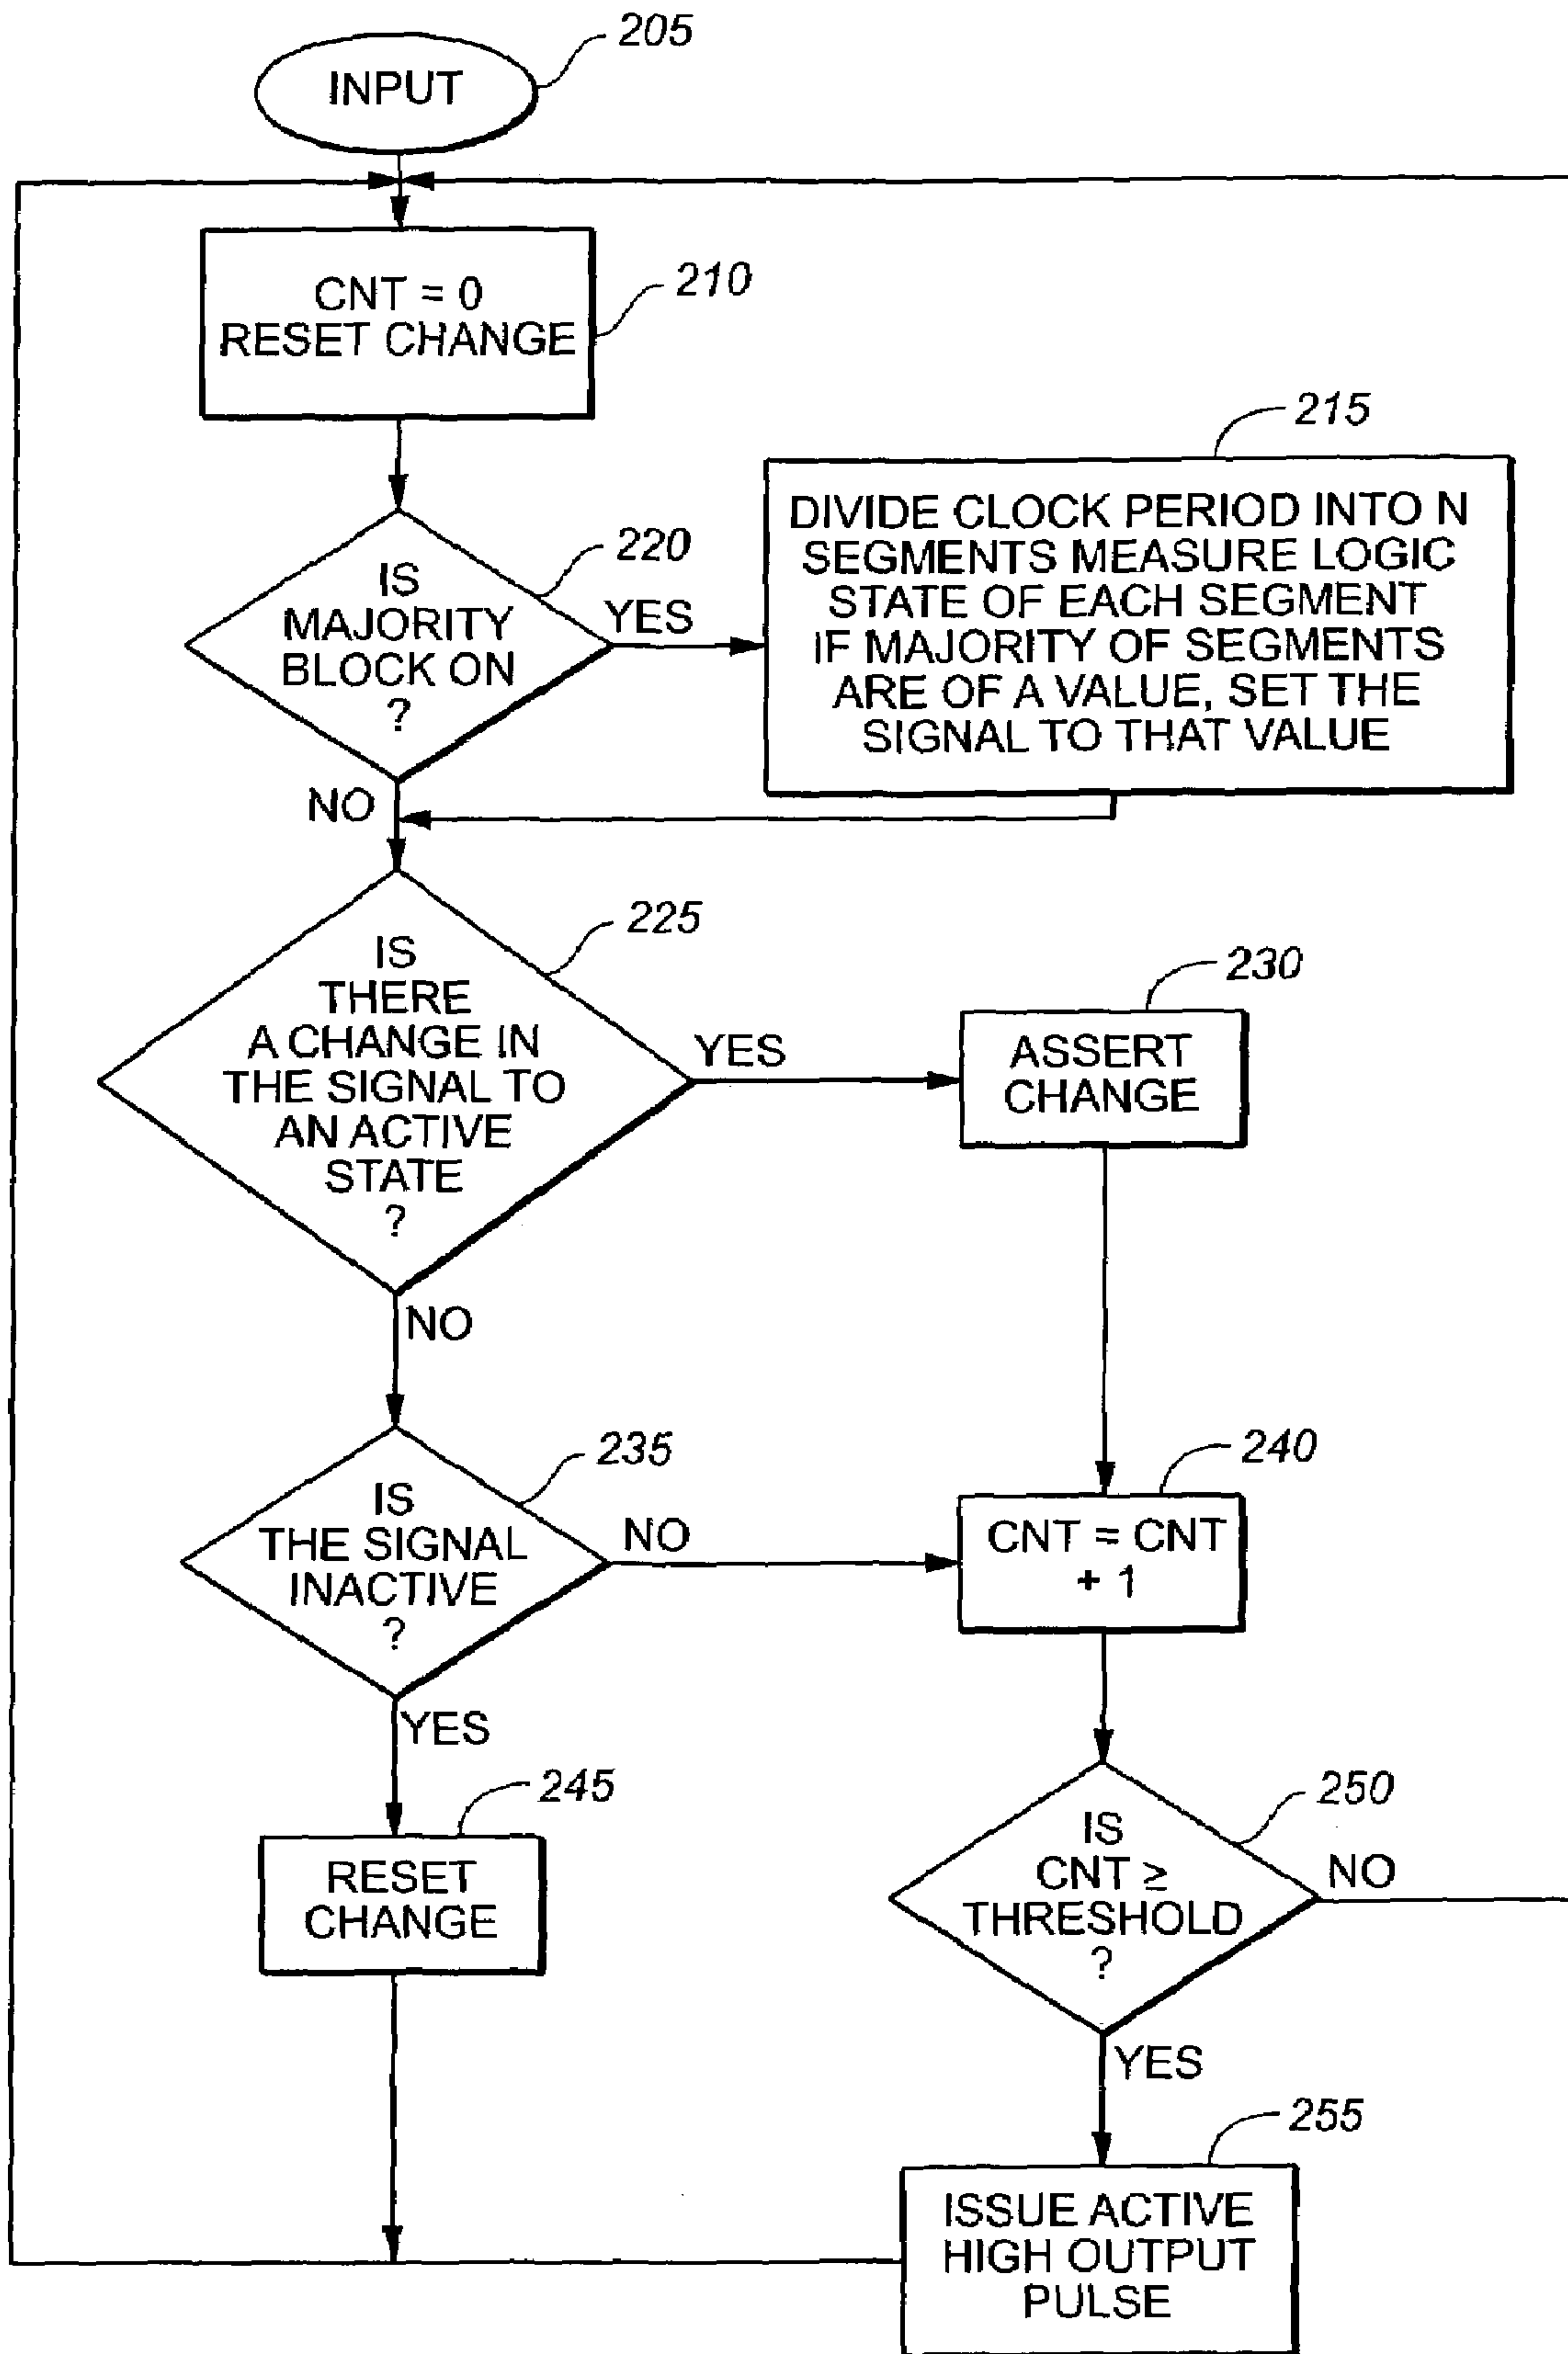 205
INPUT
CNT = 0
RESET CHANGE
210
215
DIVIDE CLOCK PERIOD INTO N
SEGMENTS MEASURE LOGIC
STATE OF EACH SEGMENT
IF MAJORITY OF SEGMENTS
ARE OF A VALUE, SET THE
SIGNAL TO THAT VALUE
220
IS
MAJORITY
BLOCK ON
?
YES
NO
225
IS
THERE
A CHANGE IN
THE SIGNAL TO
AN ACTIVE
STATE
?
YES
NO
230
ASSERT
CHANGE
235
IS
THE SIGNAL
INACTIVE
?
NO
YES
240
CNT = CNT
+ 1
245
RESET
CHANGE
250
IS
CNT ≥
THRESHOLD
?
NO
YES
255
ISSUE ACTIVE
HIGH OUTPUT
PULSE